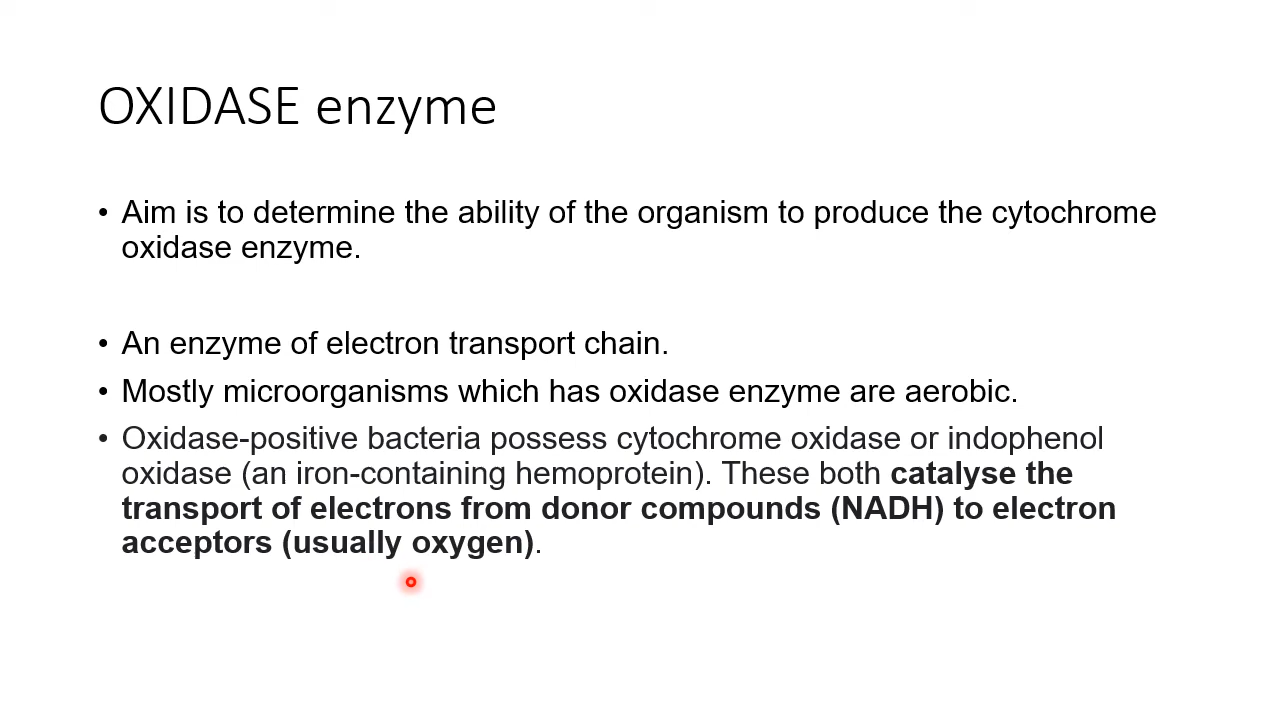 OXIDASE enzyme
• Aim is to determine the ability of the organism to produce the cytochrome
oxidase enzyme.
• An enzyme of electron transport chain.
• Mostly microorganisms which has oxidase enzyme are aerobic.
• Oxidase-positive bacteria possess cytochrome oxidase or indophenol
oxidase (an iron-containing hemoprotein). These both catalyse the
transport of electrons from donor compounds (NADH) to electron
acceptors (usually oxygen).